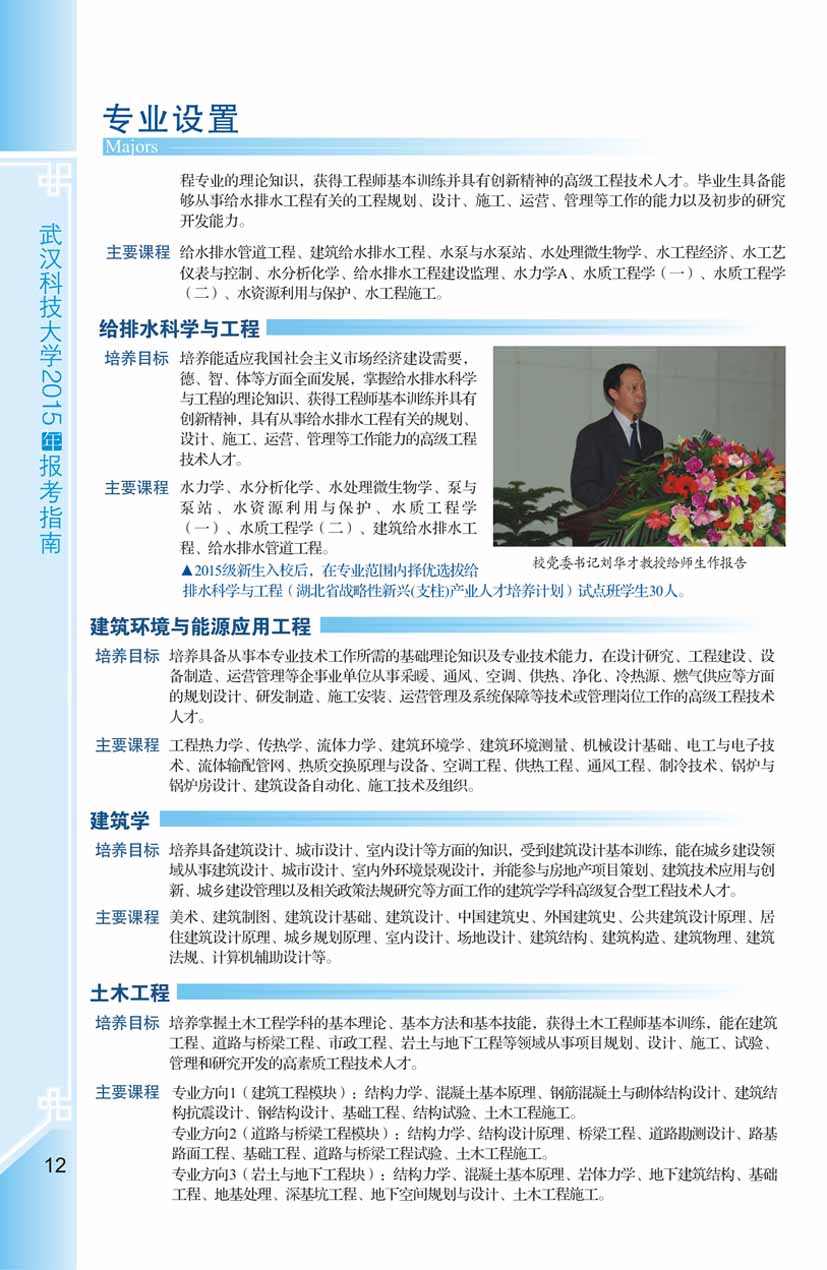 专业设置
Majors
程专业的理论知识，获得工程师基本训练并具有创新精神的高级工程技术人才。毕业生具备能
够从事给水排水工程有关的工程规划、设计、施工、运营、管理等工作的能力以及初步的研究
开发能力。
主要课程 给水排水管道工程、建筑给水排水工程、水泵与水泵站、水处理微生物学、水工程经济、水工艺
仪表与控制、水分析化学、给水排水工程建设监理、水力学A、水质工程学（一）、水质工程学
（二）、水资源利用与保护、水工程施工。
给排水科学与工程
培养目标 培养能适应我国社会主义市场经济建设需要，
德、智、体等方面全面发展，掌握给水排水科学
与工程的理论知识、获得工程师基本训练并具有
创新精神，具有从事给水排水工程有关的规划、
设计、施工、运营、管理等工作能力的高级工程
技术人才。
主要课程 水力学、水分析化学、水处理微生物学、泵与
泵站、水资源利用与保护、水质工程学
（一）、水质工程学（二）、建筑给水排水工
程、给水排水管道工程。
▲2015级新生入校后，在专业范围内择优选拔给
排水科学与工程（湖北省战略性新兴(支柱)产业人才培养计划）试点班学生30人。
校党委书记刘华才教授给师生作报告
建筑环境与能源应用工程
培养目标 培养具备从事本专业技术工作所需的基础理论知识及专业技术能力，在设计研究、工程建设、设
备制造、运营管理等企事业单位从事采暖、通风、空调、供热、净化、冷热源、燃气供应等方面
的规划设计、研发制造、施工安装、运营管理及系统保障等技术或管理岗位工作的高级工程技术
人才。
主要课程 工程热力学、传热学、流体力学、建筑环境学、建筑环境测量、机械设计基础、电工与电子技
术、流体输配管网、热质交换原理与设备、空调工程、供热工程、通风工程、制冷技术、锅炉与
锅炉房设计、建筑设备自动化、施工技术及组织。
建筑学
培养目标 培养具备建筑设计、城市设计、室内设计等方面的知识，受到建筑设计基本训练，能在城乡建设领
域从事建筑设计、城市设计、室内外环境景观设计，并能参与房地产项目策划、建筑技术应用与创
新、城乡建设管理以及相关政策法规研究等方面工作的建筑学学科高级复合型工程技术人才。
主要课程 美术、建筑制图、建筑设计基础、建筑设计、中国建筑史、外国建筑史、公共建筑设计原理、居
住建筑设计原理、城乡规划原理、室内设计、场地设计、建筑结构、建筑构造、建筑物理、建筑
法规、计算机辅助设计等。
土木工程
培养目标 培养掌握土木工程学科的基本理论、基本方法和基本技能，获得土木工程师基本训练，能在建筑
工程、道路与桥梁工程、市政工程、岩土与地下工程等领域从事项目规划、设计、施工、试验、
管理和研究开发的高素质工程技术人才。
主要课程 专业方向1（建筑工程模块）：结构力学、混凝土基本原理、钢筋混凝土与砌体结构设计、建筑结
构抗震设计、钢结构设计、基础工程、结构试验、土木工程施工。
专业方向2（道路与桥梁工程模块）：结构力学、结构设计原理、桥梁工程、道路勘测设计、路基
路面工程、基础工程、道路与桥梁工程试验、土木工程施工。
专业方向3（岩土与地下工程块）：结构力学、混凝土基本原理、岩体力学、地下建筑结构、基础
工程、地基处理、深基坑工程、地下空间规划与设计、土木工程施工。
武汉科技大学2015年报考指南
12